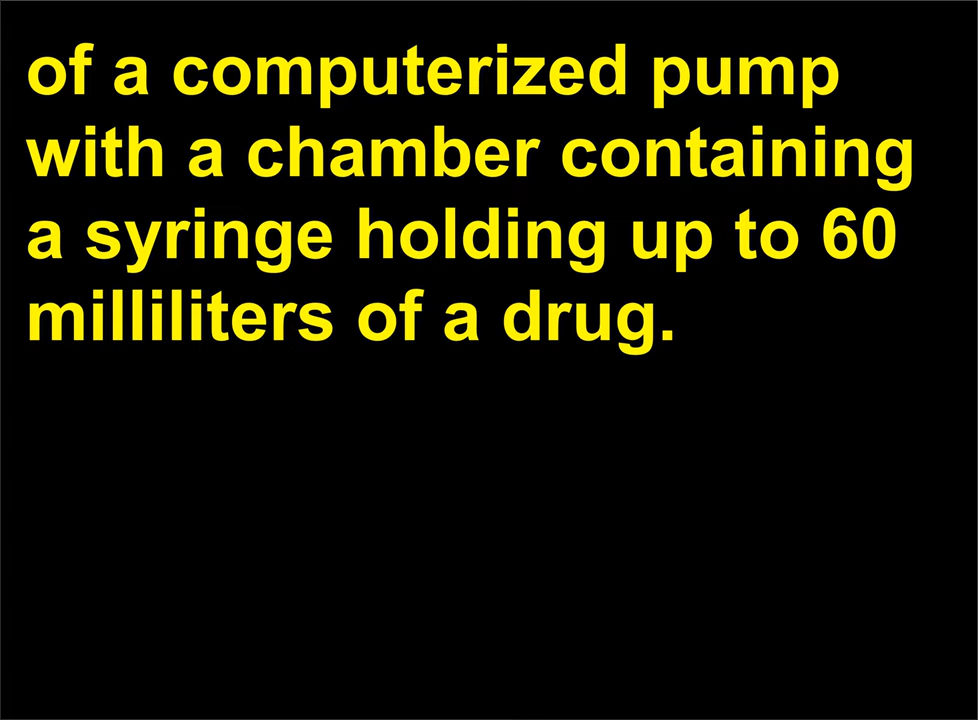 of a computerized pump
with a chamber containing
a syringe holding up to 60
milliliters of a drug.